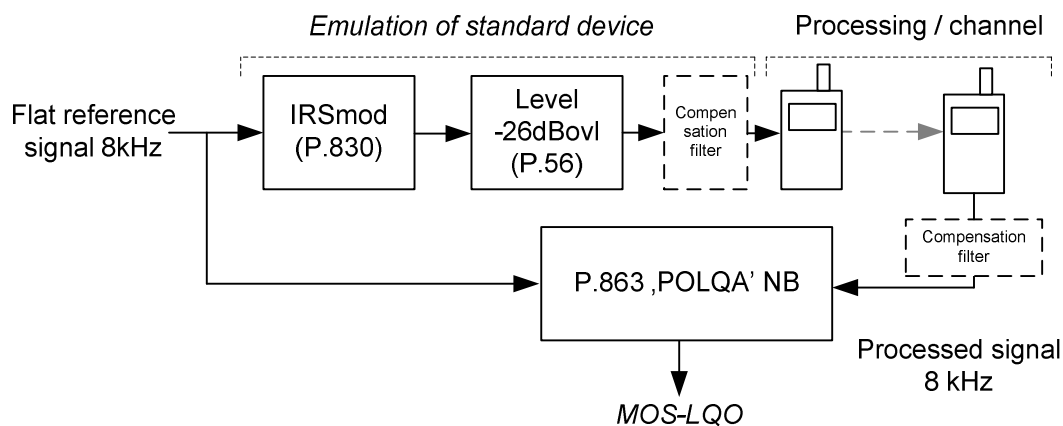 Emulation of standard device
Processing / channel
Flat reference
signal 8kHz
IRSmod
(P.830)
Level
-26dBovl
(P.56)
Compen
sation
filter
Compensation
filter
P.863 ‚POLQA’ NB
Processed signal
8 kHz
MOS-LQO